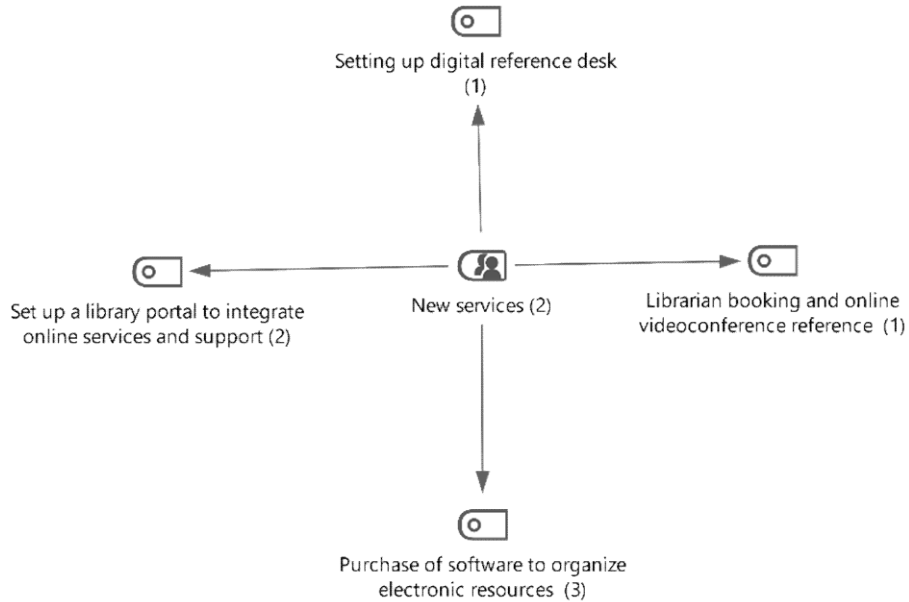 Setting up digital reference desk
(1)
Set up a library portal to integrate
online services and support (2)
New services (2)
Librarian booking and online
videoconference reference (1)
Purchase of software to organize
electronic resources (3)